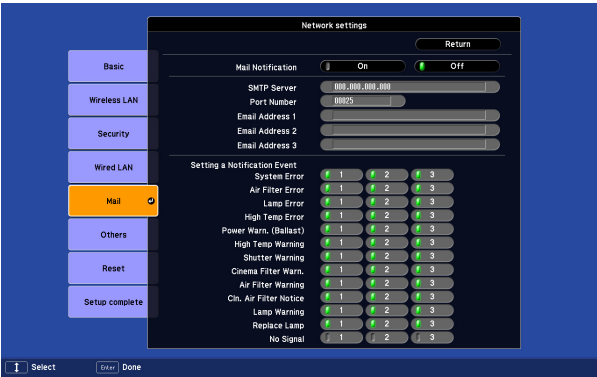 Network settings
Return
Basic
Wireless LAN
Security
Wired LAN
Mail
Others
Reset
Setup complete
Mail Notification On Off
SMTP Server 000.000.000.000
Port Number 00025
Email Address 1
Email Address 2
Email Address 3
Setting a Notification Event
System Error 1 2 3
Air Filter Error 1 2 3
Lamp Error 1 2 3
High Temp Error 1 2 3
Power Warn. (Ballast) 1 2 3
High Temp Warning 1 2 3
Shutter Warning 1 2 3
Cinema Filter Warn. 1 2 3
Air Filter Warning 1 2 3
Cln. Air Filter Notice 1 2 3
Lamp Warning 1 2 3
Replace Lamp 1 2 3
No Signal 1 2 3
Select Enter Done